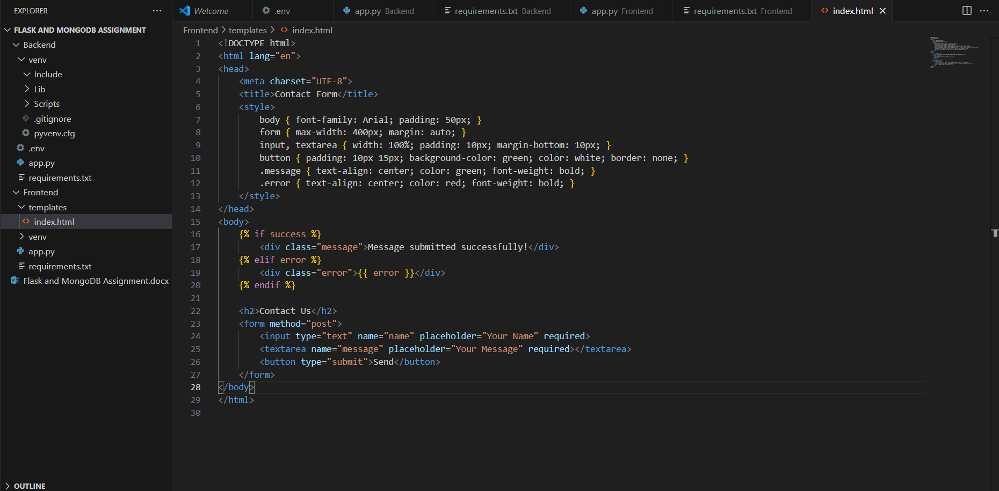 EXPLORER
FLASK AND MONGODB ASSIGNMENT
Backend
venv
Include
Lib
Scripts
.gitignore
pyvenv.cfg
.env
app.py
requirements.txt
Frontend
templates
index.html
venv
app.py
requirements.txt
Flask and MongoDB Assignment.docx
OUTLINE
Welcome .env app.py Backend requirements.txt Backend app.py Frontend requirements.txt Frontend index.html
Frontend > templates > index.html
1 <!DOCTYPE html>
2 <html lang="en">
3 <head>
4     <meta charset="UTF-8">
5     <title>Contact Form</title>
6     <style>
7         body { font-family: Arial; padding: 50px; }
8         form { max-width: 400px; margin: auto; }
9         input, textarea { width: 100%; padding: 10px; margin-bottom: 10px; }
10         button { padding: 10px 15px; background-color: green; color: white; border: none; }
11         .message { text-align: center; color: green; font-weight: bold; }
12         .error { text-align: center; color: red; font-weight: bold; }
13     </style>
14 </head>
15 <body>
16     {% if success %}
17         <div class="message">Message submitted successfully!</div>
18     {% elif error %}
19         <div class="error">{{ error }}</div>
20     {% endif %}
21
22     <h2>Contact Us</h2>
23     <form method="post">
24         <input type="text" name="name" placeholder="Your Name" required>
25         <textarea name="message" placeholder="Your Message" required></textarea>
26         <button type="submit">Send</button>
27     </form>
28 </body>
29 </html>
30